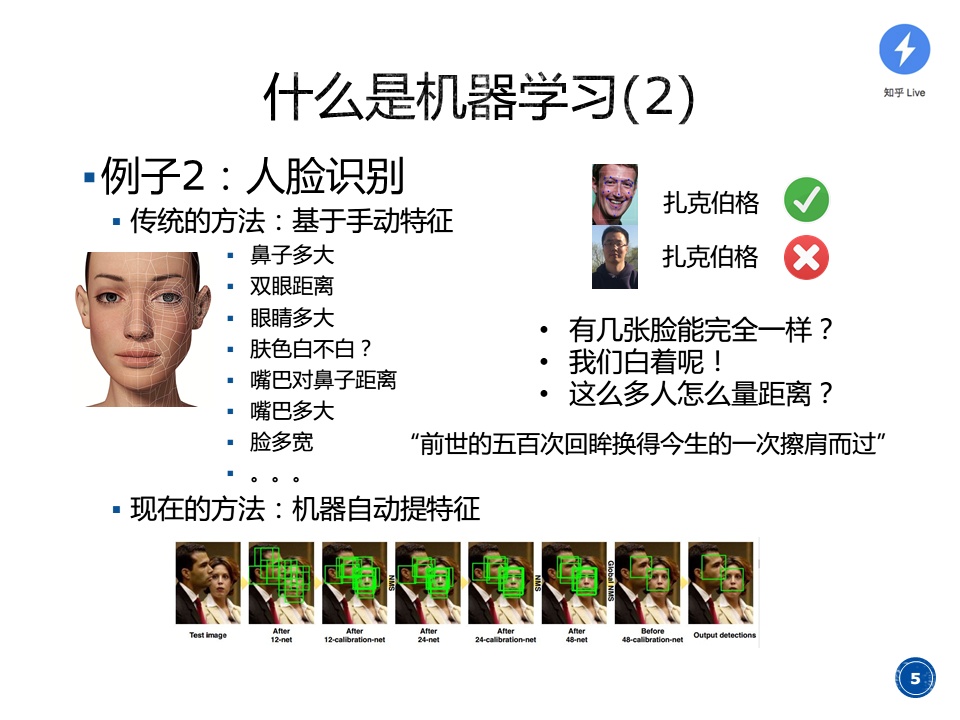 知乎 Live
什么是机器学习(2)
例子2：人脸识别
传统的方法：基于手动特征
鼻子多大
双眼距离
眼睛多大
肤色白不白？
嘴巴对鼻子距离
嘴巴多大
脸多宽
。。。
扎克伯格
扎克伯格
有几张脸能完全一样？
我们白着呢！
这么多人怎么量距离？
“前世的五百次回眸换得今生的一次擦肩而过”
现在的方法：机器自动提特征
NMS
NMS
Global NMS
Test image
After
12-net
After
12-calibration-net
After
24-net
After
24-calibration-net
After
48-net
Before
48-calibration-net
Output detections
5